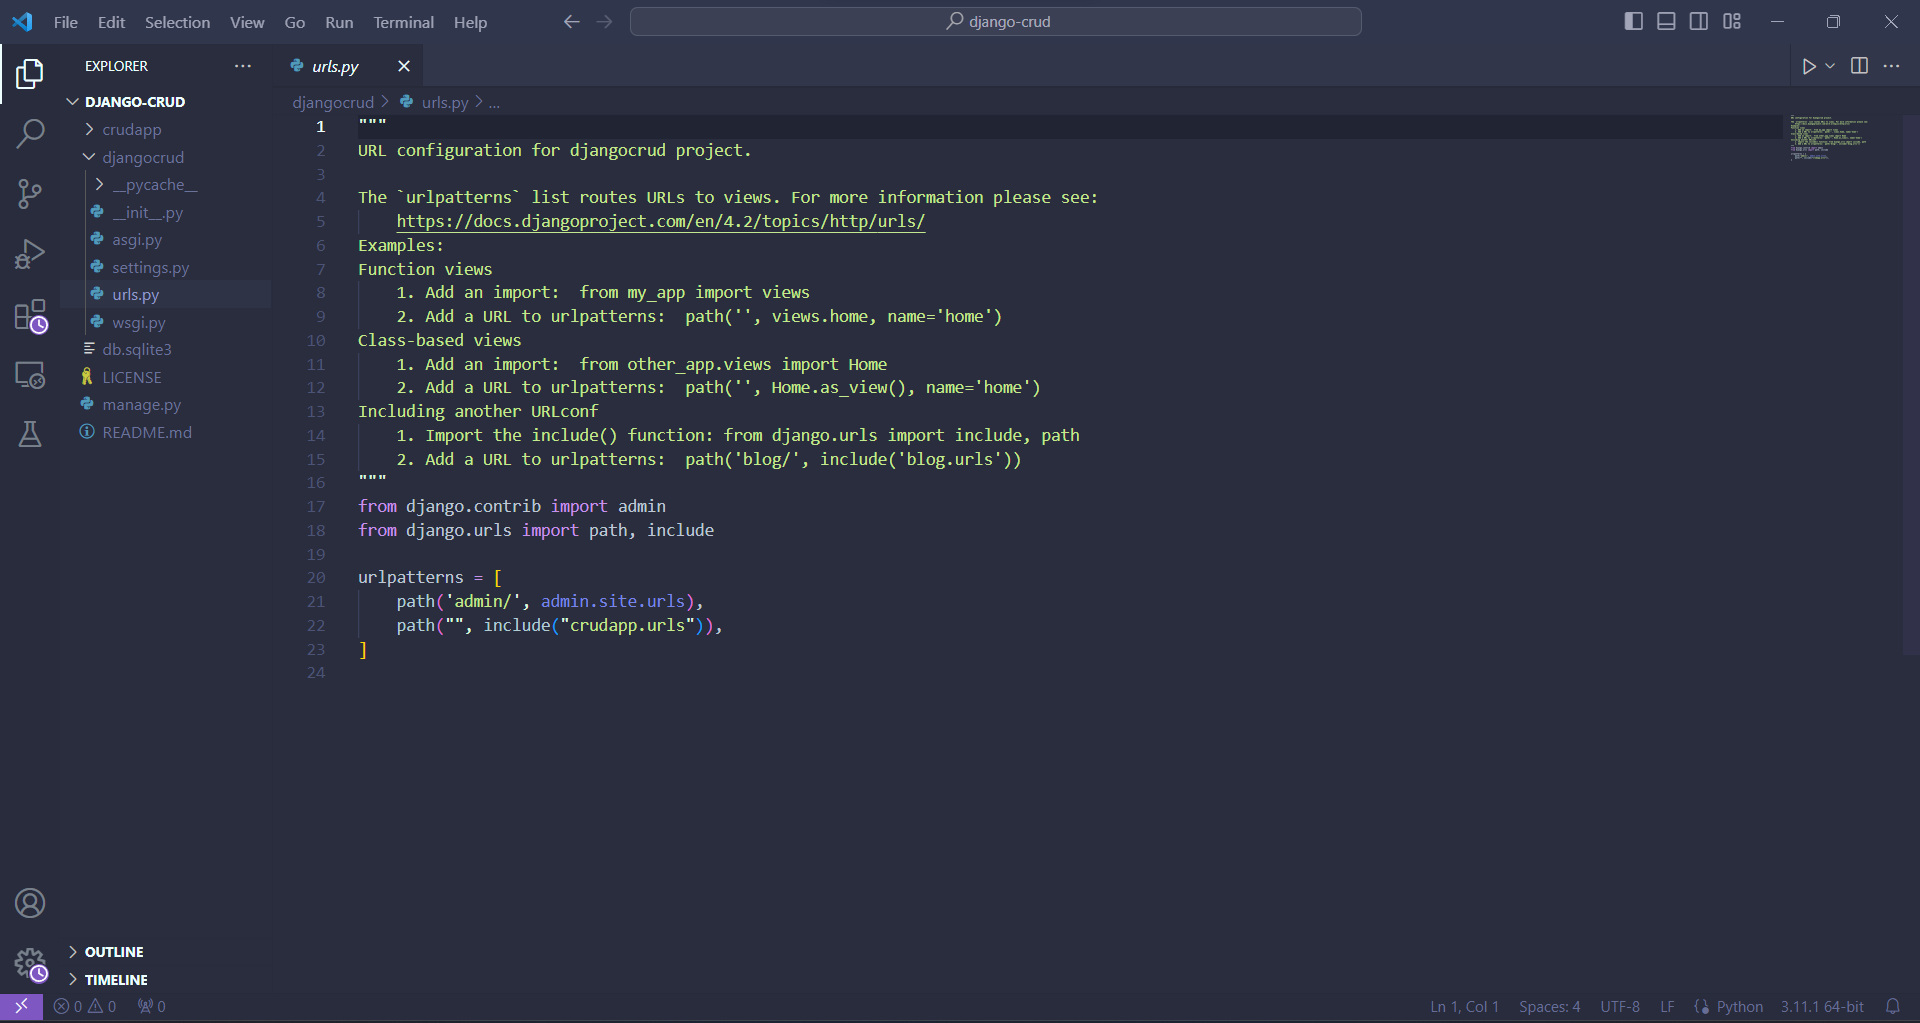 File Edit Selection View Go Run Terminal Help django-crud
EXPLORER
urls.py
DJANGO-CRUD
crudapp
djangocrud
__pycache__
__init__.py
asgi.py
settings.py
urls.py
wsgi.py
db.sqlite3
LICENSE
manage.py
README.md
OUTLINE
TIMELINE
djangocrud > urls.py > ...
1 """
2 URL configuration for djangocrud project.
3
4 The `urlpatterns` list routes URLs to views. For more information please see:
5     https://docs.djangoproject.com/en/4.2/topics/http/urls/
6 Examples:
7 Function views
8     1. Add an import:  from my_app import views
9     2. Add a URL to urlpatterns:  path('', views.home, name='home')
10 Class-based views
11     1. Add an import:  from other_app.views import Home
12     2. Add a URL to urlpatterns:  path('', Home.as_view(), name='home')
13 Including another URLconf
14     1. Import the include() function: from django.urls import include, path
15     2. Add a URL to urlpatterns:  path('blog/', include('blog.urls'))
16 """
17 from django.contrib import admin
18 from django.urls import path, include
19
20 urlpatterns = [
21     path('admin/', admin.site.urls),
22     path("", include("crudapp.urls")),
23 ]
24
0 0 0 Ln 1, Col 1 Spaces: 4 UTF-8 LF Python 3.11.1 64-bit